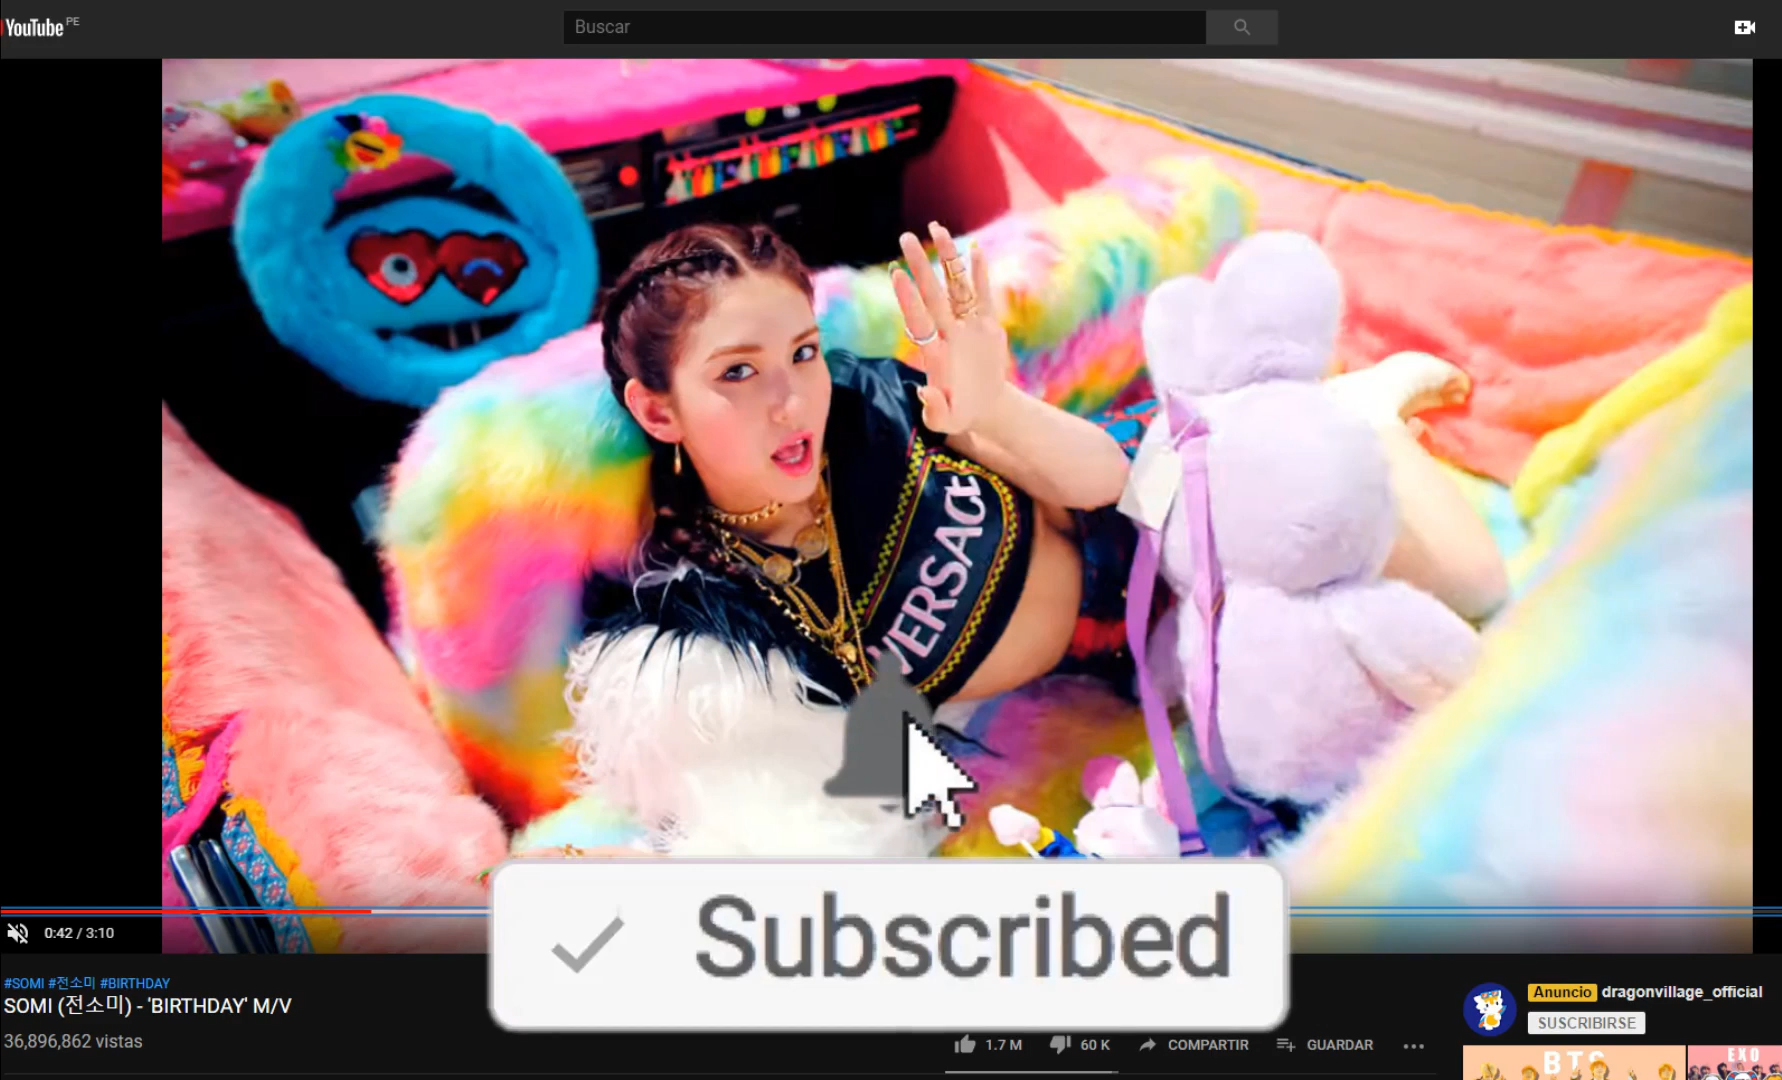 YouTube PE
Buscar
VERSACE
Subscribed
0:42 / 3:10
#SOMI #전소미 #BIRTHDAY
SOMI (전소미) - 'BIRTHDAY' M/V
36,896,862 vistas
1.7 M
60 K
COMPARTIR
GUARDAR
Anuncio dragonvillage_official
SUSCRIBIRSE
BTS
EXO